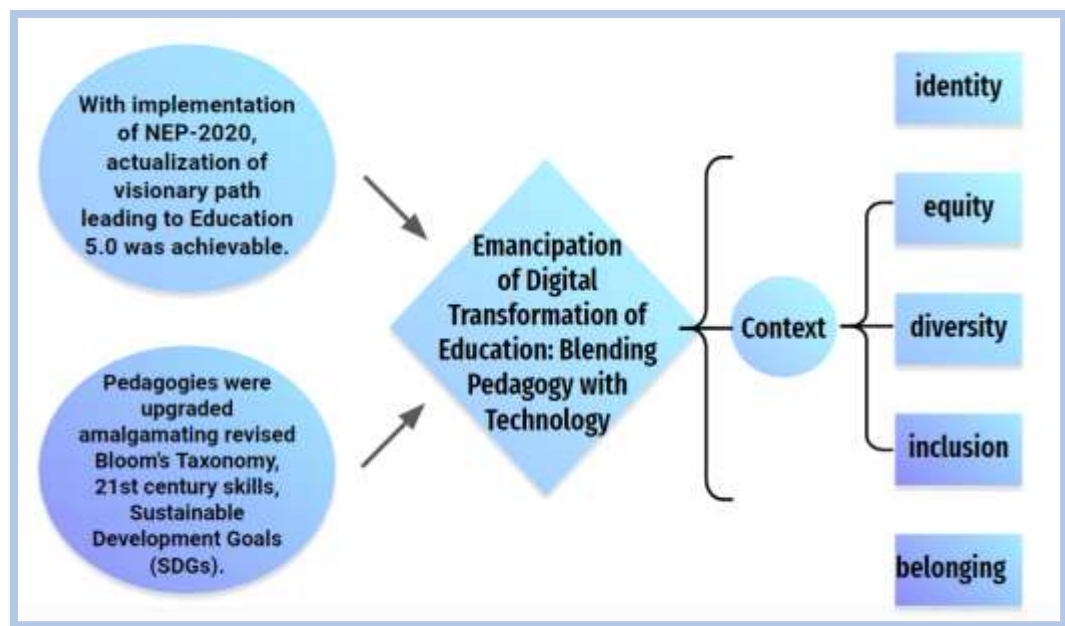 With implementation
of NEP-2020,
actualization of
visionary path
leading to Education
5.0 was achievable.
Pedagogies were
upgraded
amalgamating revised
Bloom's Taxonomy,
21st century skills,
Sustainable
Development Goals
(SDGs).
Emancipation
of Digital
Transformation of
Education: Blending
Pedagogy with
Technology
Context
identity
equity
diversity
inclusion
belonging